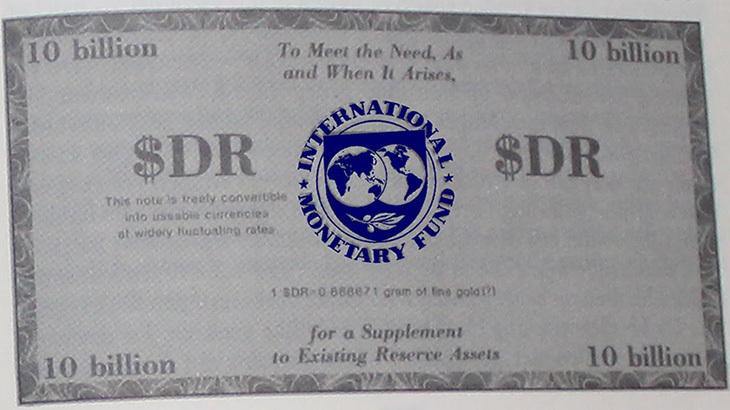 10 billion
To Meet the Need, As
and When It Arises,
10 billion
$DR
INTERNATIONAL
MONETARY FUND
$DR
This note is freely convertible
into useable currencies
at widely fluctuating rates
1 $DR=0 888671 gram of fine gold(?)
for a Supplement
to Existing Reserve Assets
10 billion
10 billion